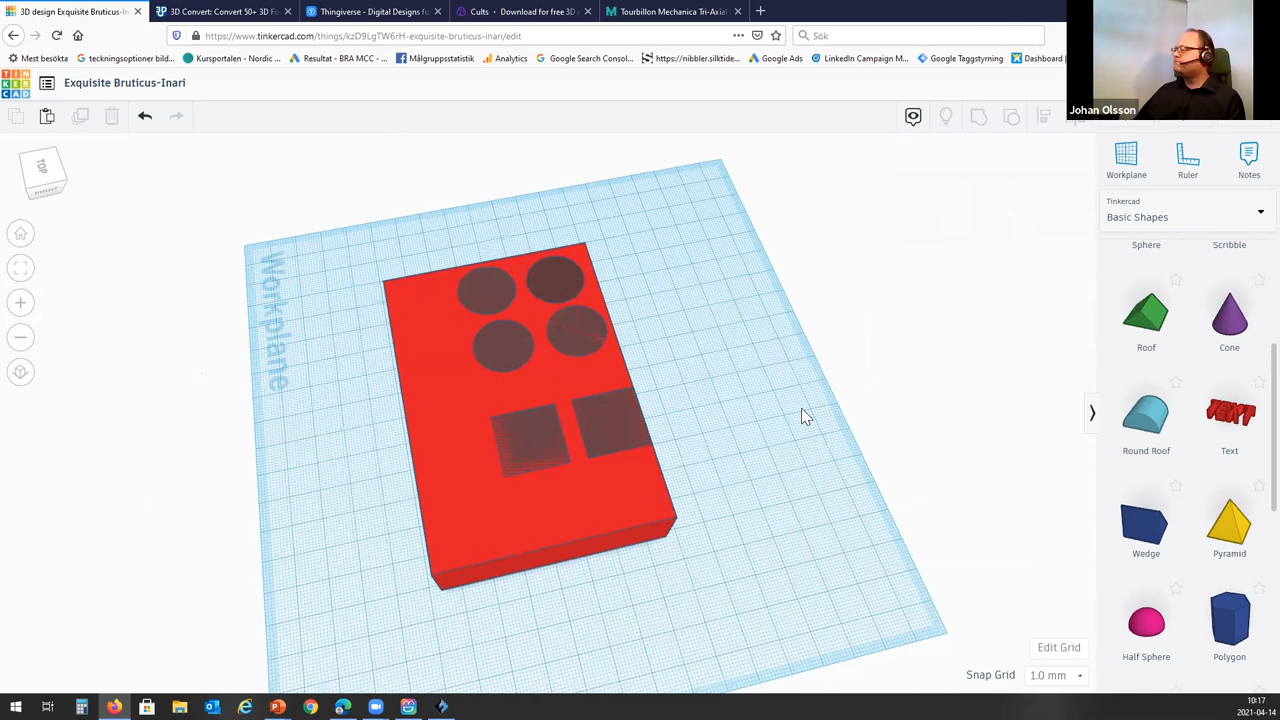 3D design Exquisite Bruticus-In
3D Convert: Convert 50+ 3D Fo
Thingiverse - Digital Designs for
Cults · Download for free 3D
Tourbillon Mechanica Tri-Axial
https://www.tinkercad.com/things/kzD9LgTW6rH-exquisite-bruticus-inari/edit
Sök
Mest besökta
teckningsoptioner bild...
Kursportalen - Nordic ...
Resultat - BRA MCC - ...
Målgruppsstatistik
Analytics
Google Search Consol...
https://nibbler.silktide...
Google Ads
LinkedIn Campaign M...
Google Taggstyrning
Dashboard
TIN
KER
CAD
Exquisite Bruticus-Inari
Johan Olsson
TOP
RIGHT
Workplane
Ruler
Notes
Tinkercad
Basic Shapes
Sphere
Scribble
Workplane
Roof
Cone
TEXT
Round Roof
Text
Wedge
Pyramid
Half Sphere
Polygon
Edit Grid
Snap Grid
1.0 mm
10:17
2021-04-14